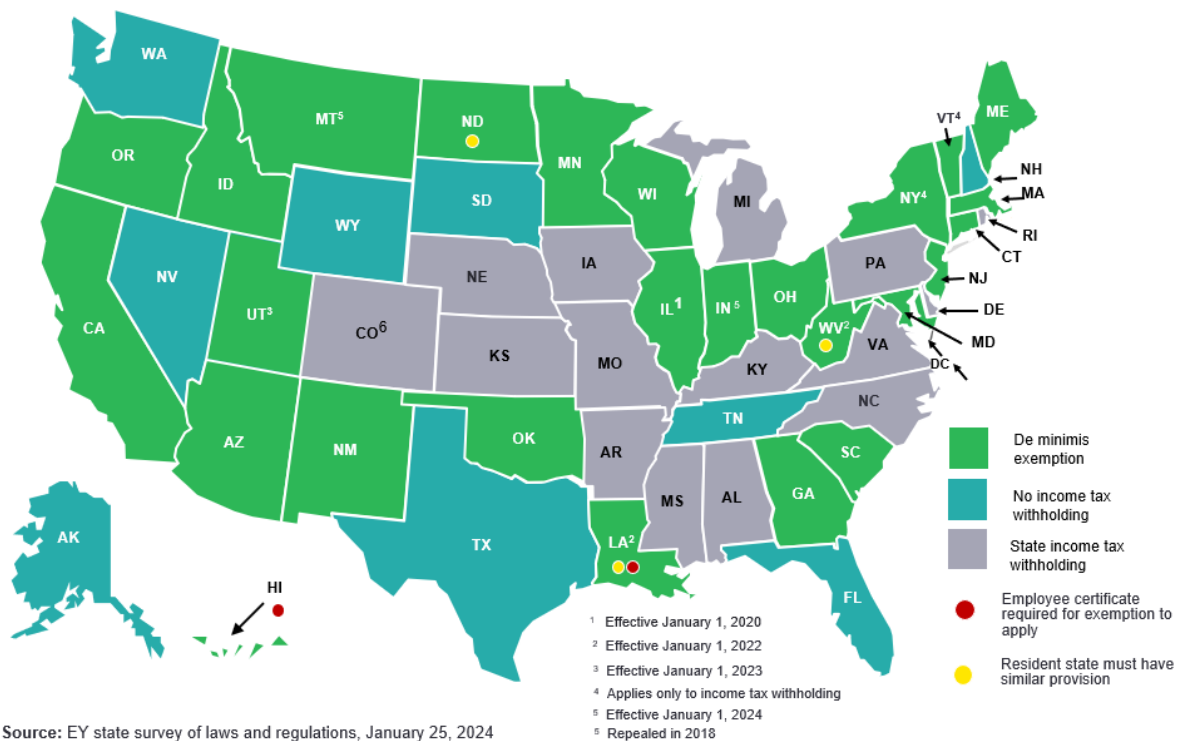 WA
MT⁵
ND
MN
VT⁴
ME
OR
ID
SD
WI
MI
NY⁴
NH
MA
RI
CT
WY
NE
IA
PA
NJ
NV
UT³
CO⁶
IL¹
IN ⁵
OH
DE
CA
KS
MO
WV²
VA
MD
DC
KY
NC
AZ
NM
OK
TN
AR
SC
MS
AL
GA
TX
LA²
FL
AK
HI
De minimis
exemption
No income tax
withholding
State income tax
withholding
Employee certificate
required for exemption to
apply
Resident state must have
similar provision
¹ Effective January 1, 2020
² Effective January 1, 2022
³ Effective January 1, 2023
⁴ Applies only to income tax withholding
⁵ Effective January 1, 2024
⁵ Repealed in 2018
Source: EY state survey of laws and regulations, January 25, 2024